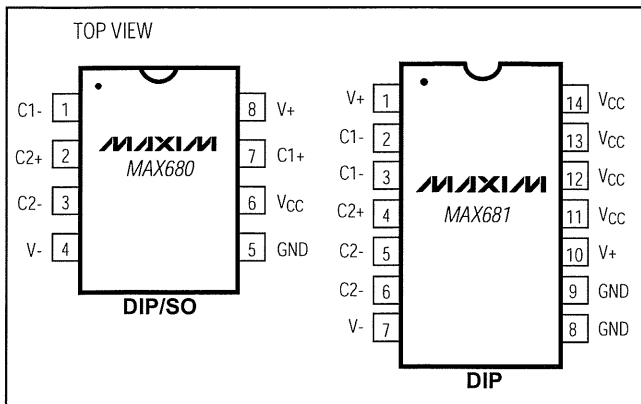 TOP VIEW
C1- 1 8 V+
C2+ 2 7 C1+
C2- 3 6 VCC
V- 4 5 GND
MAXIM
MAX680
DIP/SO
V+ 1 14 VCC
C1- 2 13 VCC
C1- 3 12 VCC
C2+ 4 11 VCC
C2- 5 10 V+
C2- 6 9 GND
V- 7 8 GND
MAXIM
MAX681
DIP